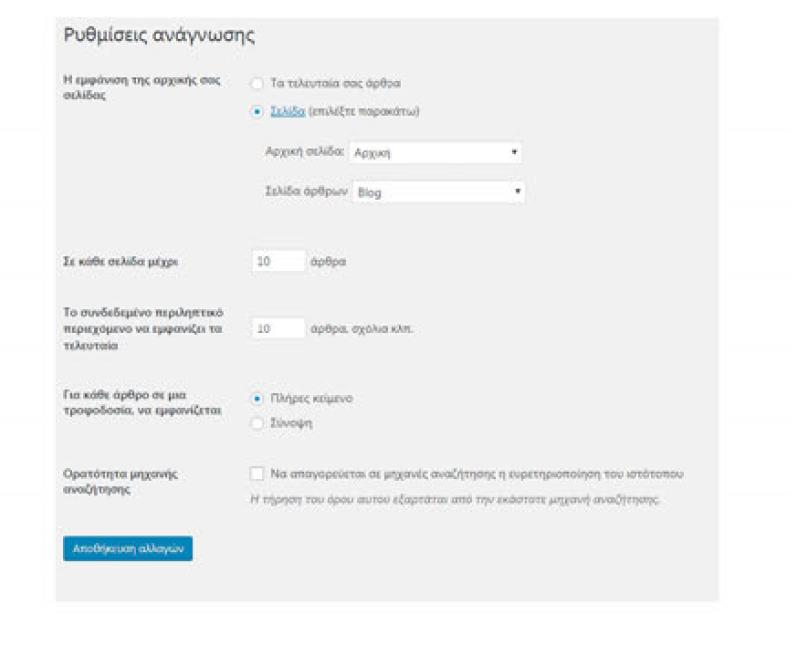 Ρυθμίσεις ανάγνωσης
Η εμφάνιση της αρχικής σας
σελίδας
Τα τελευταία σας άρθρα
Σελίδα (επιλέξτε παρακάτω)
Αρχική σελίδα: Αρχική
Σελίδα άρθρων Blog
Σε κάθε σελίδα μέχρι
10 άρθρα
Το συνδεδεμένο περιληπτικό
περιεχόμενο να εμφανίζει τα
τελευταία
10 άρθρα, σχόλια κλπ.
Για κάθε άρθρο σε μια
τροφοδοσία, να εμφανίζεται
Πλήρες κείμενο
Σύνοψη
Ορατότητα μηχανής
αναζήτησης
Να απαγορεύεται σε μηχανές αναζήτησης η ευρετηριοποίηση του ιστότοπου
Η τήρηση του όρου αυτού εξαρτάται από την εκάστοτε μηχανή αναζήτησης.
Αποθήκευση αλλαγών